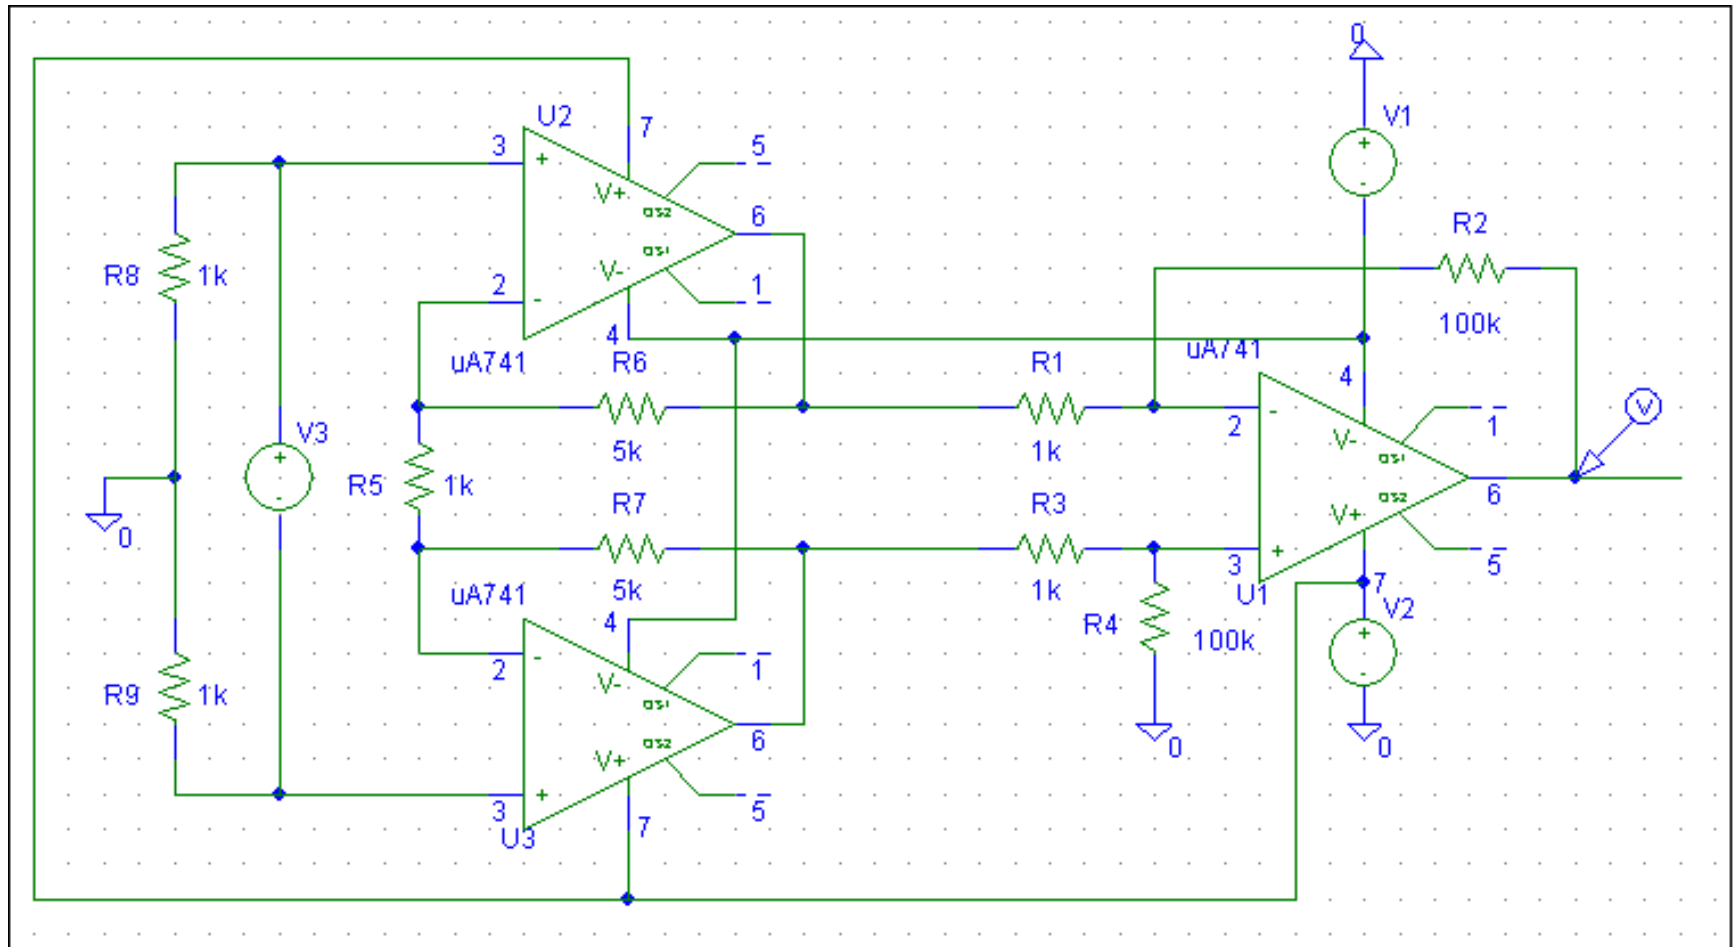 0
V1
U2
7
3
5
+
+
V+
OS2
6
-
R2
OS1
R8
1k
V-
2
1
-
100k
4
uA741
uA741
R6
R1
4
-
2
V-
1
V
V3
5k
1k
OS1
+
R5
1k
R7
R3
6
-
OS2
V+
0
3
+
5
uA741
5k
1k
U1
7
V2
4
R4
+
100k
-
2
1
-
V-
R9
1k
OS1
OS2
6
0
0
V+
3
+
5
U3
7